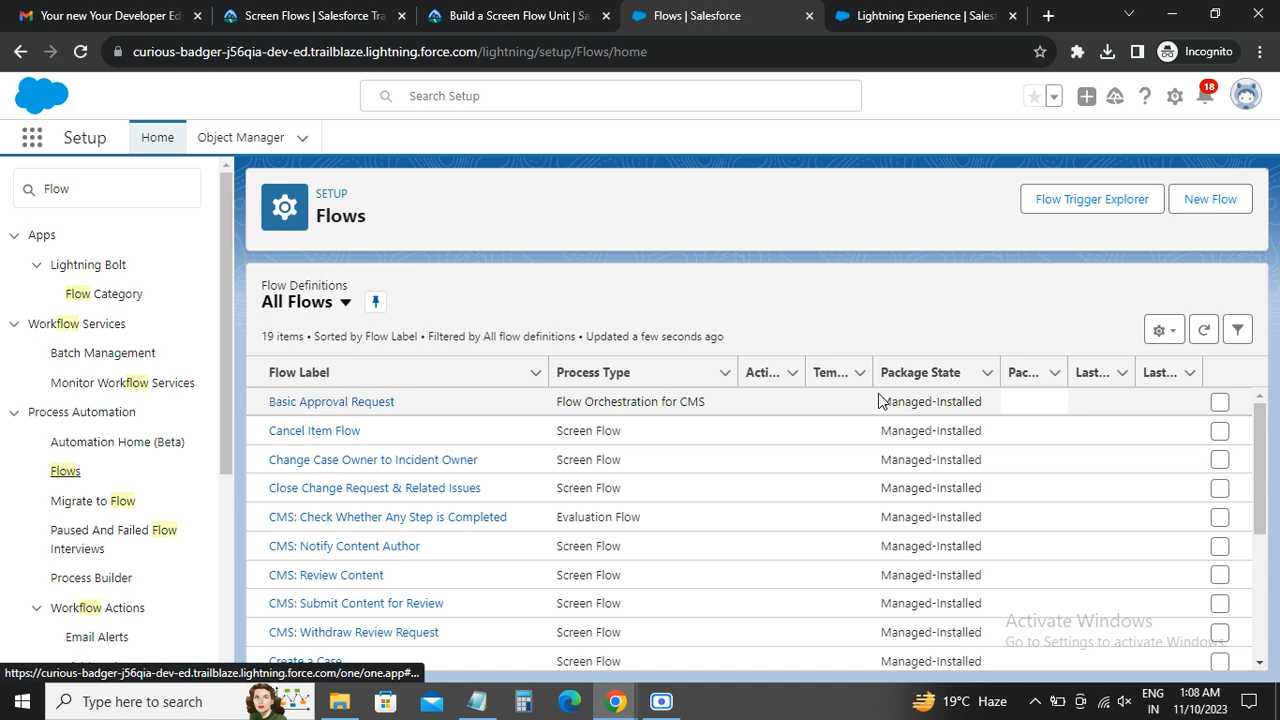 Your new Your Developer Ed
Screen Flows | Salesforce Tra
Build a Screen Flow Unit | Sa
Flows | Salesforce
Lightning Experience | Salesf
curious-badger-j56qia-dev-ed.trailblaze.lightning.force.com/lightning/setup/Flows/home
Incognito
Search Setup
18
Setup
Home
Object Manager
Flow
SETUP
Flows
Flow Trigger Explorer
New Flow
Apps
Lightning Bolt
Flow Category
Workflow Services
Batch Management
Monitor Workflow Services
Process Automation
Automation Home (Beta)
Flows
Migrate to Flow
Paused And Failed Flow
Interviews
Process Builder
Workflow Actions
Email Alerts
Flow Definitions
All Flows
19 items • Sorted by Flow Label • Filtered by All flow definitions • Updated a few seconds ago
Flow Label Process Type Acti... Tem... Package State Pac... Last... Last...
Basic Approval Request Flow Orchestration for CMS Managed-Installed
Cancel Item Flow Screen Flow Managed-Installed
Change Case Owner to Incident Owner Screen Flow Managed-Installed
Close Change Request & Related Issues Screen Flow Managed-Installed
CMS: Check Whether Any Step is Completed Evaluation Flow Managed-Installed
CMS: Notify Content Author Screen Flow Managed-Installed
CMS: Review Content Screen Flow Managed-Installed
CMS: Submit Content for Review Screen Flow Managed-Installed
CMS: Withdraw Review Request Screen Flow Managed-Installed
Create a Case Screen Flow Managed-Installed
Activate Windows
Go to Settings to activate Windows.
https://curious-badger-j56qia-dev-ed.trailblaze.lightning.force.com/one/one.app#...
Type here to search
19°C Haze
ENG
IN
1:08 AM
11/10/2023